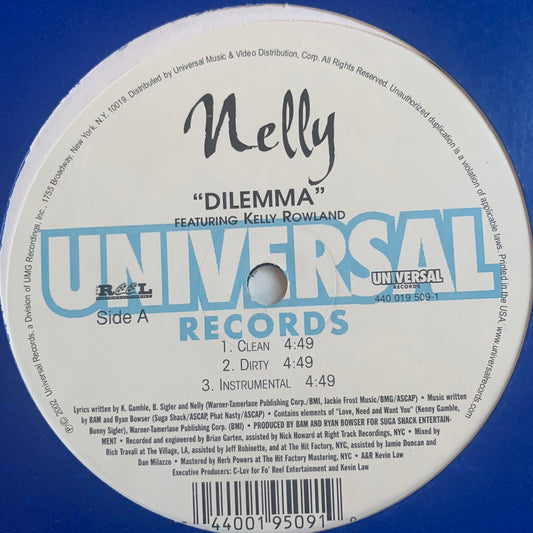 ℗© 2002 Universal Records, a Division of UMG Recordings, Inc., 1755 Broadway, New York, N.Y. 10019. Distributed by Universal Music & Video Distribution, Corp. All Rights Reserved. Unauthorized duplication is a violation of applicable laws. Printed in the USA. www.universalrecords.com
Nelly
"DILEMMA"
FEATURING KELLY ROWLAND
UNIVERSAL
RECORDS
REEL
ENTERTAINMENT
Side A
UNIVERSAL
RECORDS
440 019 509-1
1. CLEAN 4:49
2. DIRTY 4:49
3. INSTRUMENTAL 4:49
Lyrics written by K. Gamble, B. Sigler and Nelly (Warner-Tamerlane Publishing Corp./BMI, Jackie Frost Music/BMG/ASCAP) • Music written
by BAM and Ryan Bowser (Suga Shack/ASCAP, Phat Nasty/ASCAP) • Contains elements of "Love, Need and Want You" (Kenny Gamble,
Bunny Sigler), Warner-Tamerlane Publishing Corp. (BMI) • PRODUCED BY BAM AND RYAN BOWSER FOR SUGA SHACK ENTERTAIN-
MENT • Recorded and engineered by Brian Garten, assisted by Nick Howard at Right Track Recordings, NYC • Mixed by
Rich Travali at The Village, LA, assisted by Jeff Robinette, and at The Hit Factory, NYC, assisted by Jamie Duncan and
Dan Milazzo • Mastered by Herb Powers at The Hit Factory Mastering, NYC • A&R Kevin Law
Executive Producers: C-Luv for Fo' Reel Entertainment and Kevin Law
44001 95091